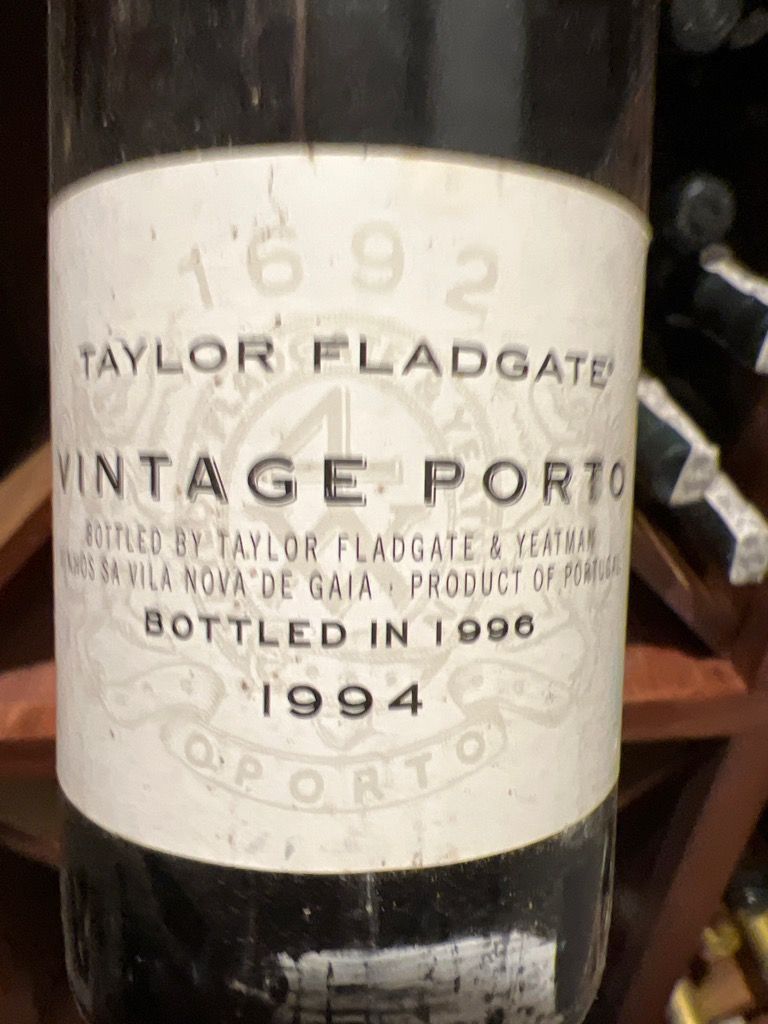 1692
TAYLOR FLADGATE
VINTAGE PORTO
BOTTLED BY TAYLOR FLADGATE & YEATMAN
SA VILA NOVA DE GAIA · PRODUCT OF PORTUGAL
BOTTLED IN 1996
1994
OPORTO